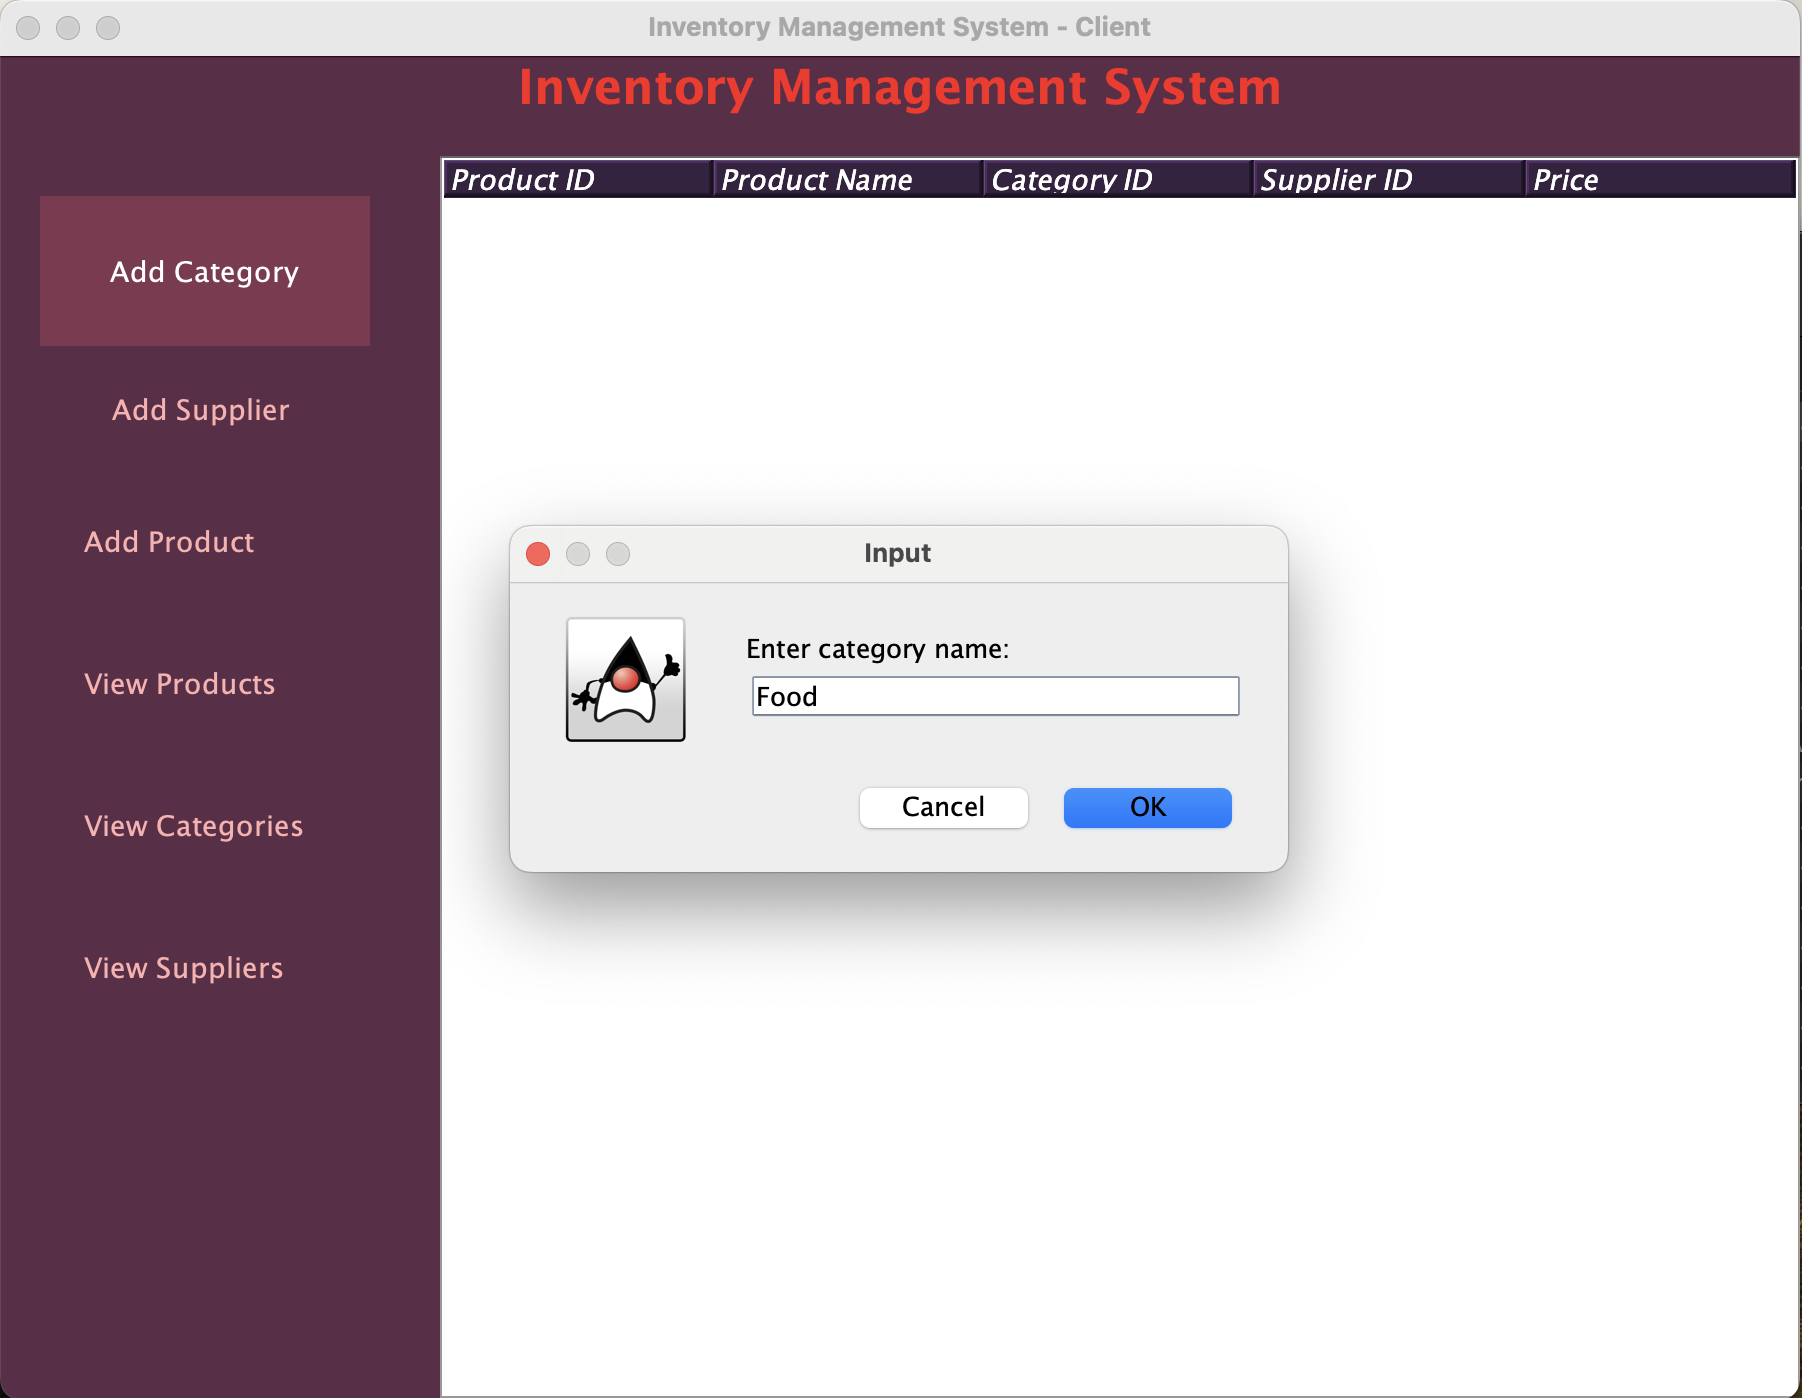 Inventory Management System - Client
Inventory Management System
Product ID Product Name Category ID Supplier ID Price
Add Category
Add Supplier
Add Product
View Products
View Categories
View Suppliers
Input
Enter category name:
Food
Cancel OK